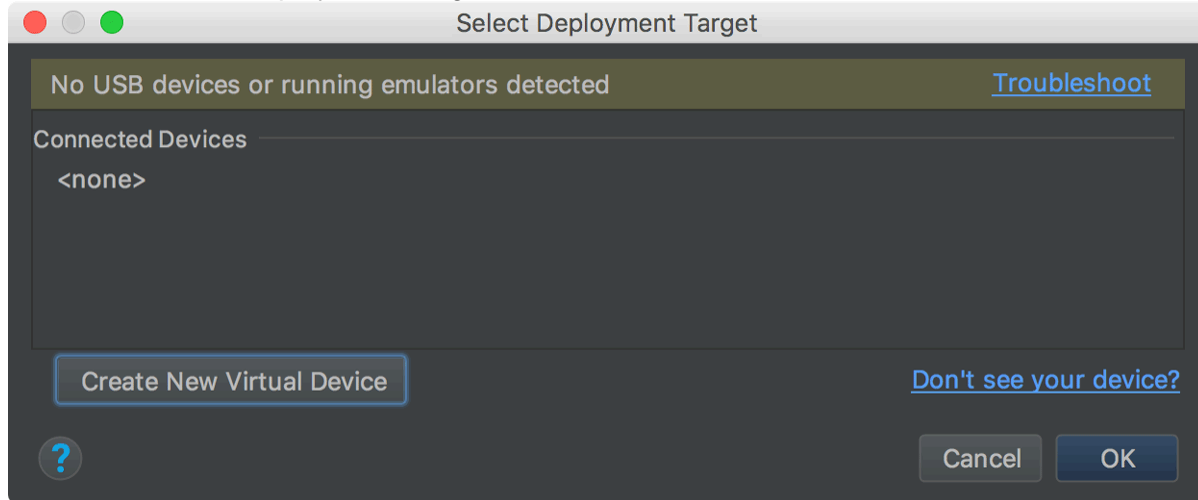 Select Deployment Target
No USB devices or running emulators detected Troubleshoot
Connected Devices
<none>
Create New Virtual Device Don't see your device?
? Cancel OK